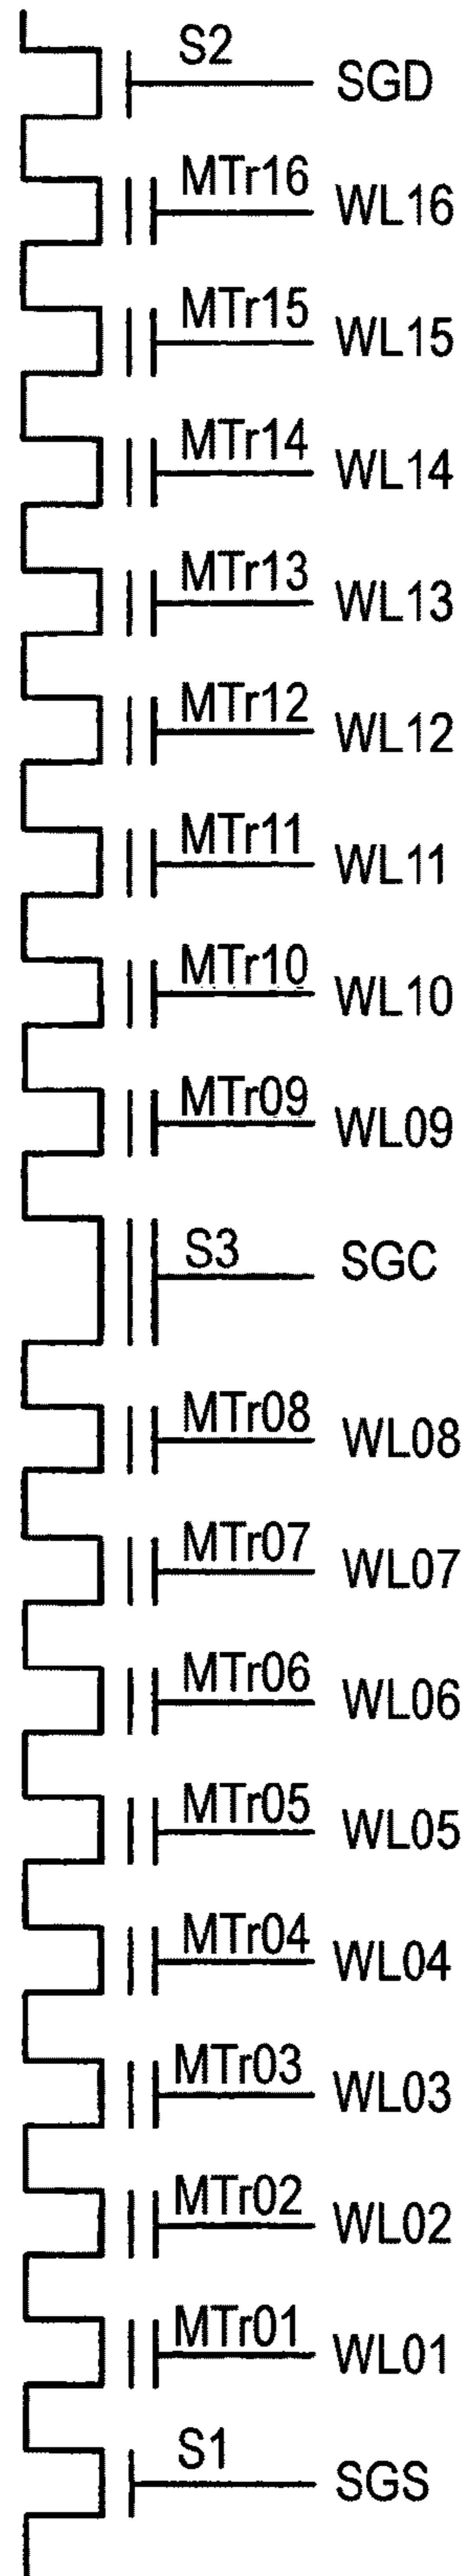 S2 SGD
MTr16 WL16
MTr15 WL15
MTr14 WL14
MTr13 WL13
MTr12 WL12
MTr11 WL11
MTr10 WL10
MTr09 WL09
S3 SGC
MTr08 WL08
MTr07 WL07
MTr06 WL06
MTr05 WL05
MTr04 WL04
MTr03 WL03
MTr02 WL02
MTr01 WL01
S1 SGS